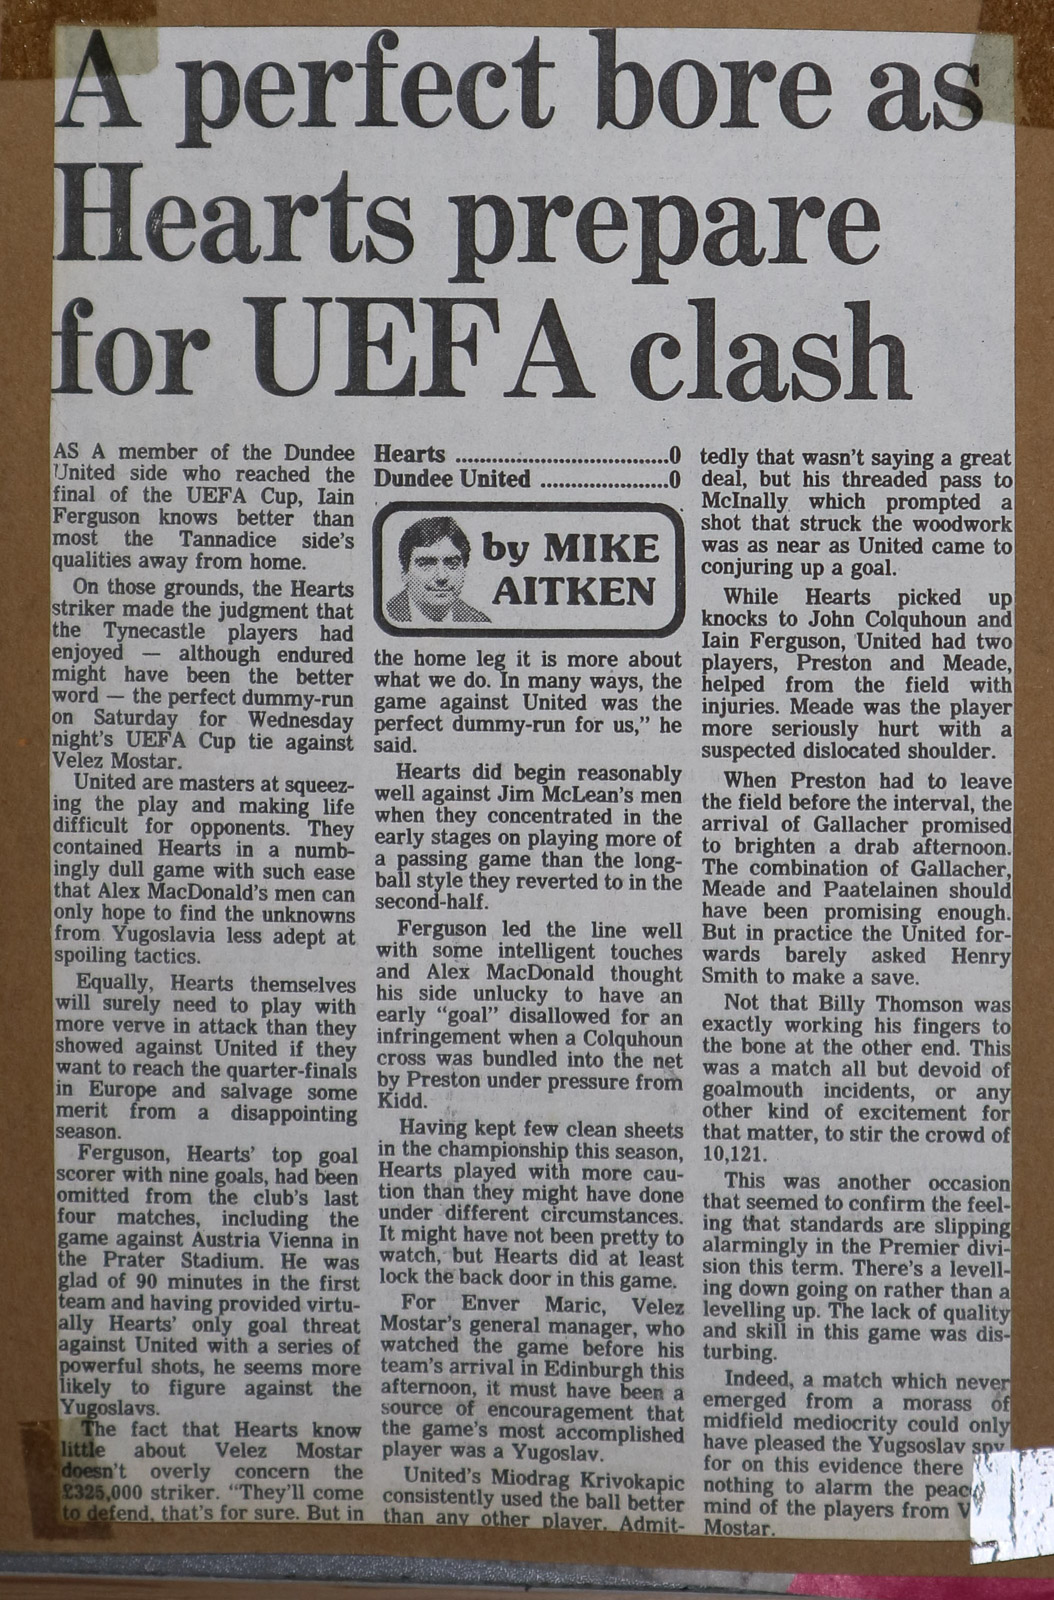 A perfect bore as
Hearts prepare
for UEFA clash
AS A member of the Dundee
United side who reached the
final of the UEFA Cup, Iain
Ferguson knows better than
most the Tannadice side's
qualities away from home.
On those grounds, the Hearts
striker made the judgment that
the Tynecastle players had
enjoyed — although endured
might have been the better
word — the perfect dummy-run
on Saturday for Wednesday
night's UEFA Cup tie against
Velez Mostar.
United are masters at squeez-
ing the play and making life
difficult for opponents. They
contained Hearts in a numb-
ingly dull game with such ease
that Alex MacDonald's men can
only hope to find the unknowns
from Yugoslavia less adept at
spoiling tactics.
Equally, Hearts themselves
will surely need to play with
more verve in attack than they
showed against United if they
want to reach the quarter-finals
in Europe and salvage some
merit from a disappointing
season.
Ferguson, Hearts' top goal
scorer with nine goals, had been
omitted from the club's last
four matches, including the
game against Austria Vienna in
the Prater Stadium. He was
glad of 90 minutes in the first
team and having provided virtu-
ally Hearts' only goal threat
against United with a series of
powerful shots, he seems more
likely to figure against the
Yugoslavs.
The fact that Hearts know
little about Velez Mostar
doesn't overly concern the
£325,000 striker. "They'll come
to defend, that's for sure. But in
Hearts ..................................0
Dundee United .....................0
by MIKE
AITKEN
the home leg it is more about
what we do. In many ways, the
game against United was the
perfect dummy-run for us," he
said.
Hearts did begin reasonably
well against Jim McLean's men
when they concentrated in the
early stages on playing more of
a passing game than the long-
ball style they reverted to in the
second-half.
Ferguson led the line well
with some intelligent touches
and Alex MacDonald thought
his side unlucky to have an
early "goal" disallowed for an
infringement when a Colquhoun
cross was bundled into the net
by Preston under pressure from
Kidd.
Having kept few clean sheets
in the championship this season,
Hearts played with more cau-
tion than they might have done
under different circumstances.
It might have not been pretty to
watch, but Hearts did at least
lock the back door in this game.
For Enver Maric, Velez
Mostar's general manager, who
watched the game before his
team's arrival in Edinburgh this
afternoon, it must have been a
source of encouragement that
the game's most accomplished
player was a Yugoslav.
United's Miodrag Krivokapic
consistently used the ball better
than any other player. Admit-
tedly that wasn't saying a great
deal, but his threaded pass to
McInally which prompted a
shot that struck the woodwork
was as near as United came to
conjuring up a goal.
While Hearts picked up
knocks to John Colquhoun and
Iain Ferguson, United had two
players, Preston and Meade,
helped from the field with
injuries. Meade was the player
more seriously hurt with a
suspected dislocated shoulder.
When Preston had to leave
the field before the interval, the
arrival of Gallacher promised
to brighten a drab afternoon.
The combination of Gallacher,
Meade and Paatelainen should
have been promising enough.
But in practice the United for-
wards barely asked Henry
Smith to make a save.
Not that Billy Thomson was
exactly working his fingers to
the bone at the other end. This
was a match all but devoid of
goalmouth incidents, or any
other kind of excitement for
that matter, to stir the crowd of
10,121.
This was another occasion
that seemed to confirm the feel-
ing that standards are slipping
alarmingly in the Premier divi-
sion this term. There's a levell-
ing down going on rather than a
levelling up. The lack of quality
and skill in this game was dis-
turbing.
Indeed, a match which never
emerged from a morass of
midfield mediocrity could only
have pleased the Yugsoslav spy,
for on this evidence there
nothing to alarm the peac
mind of the players from V
Mostar.